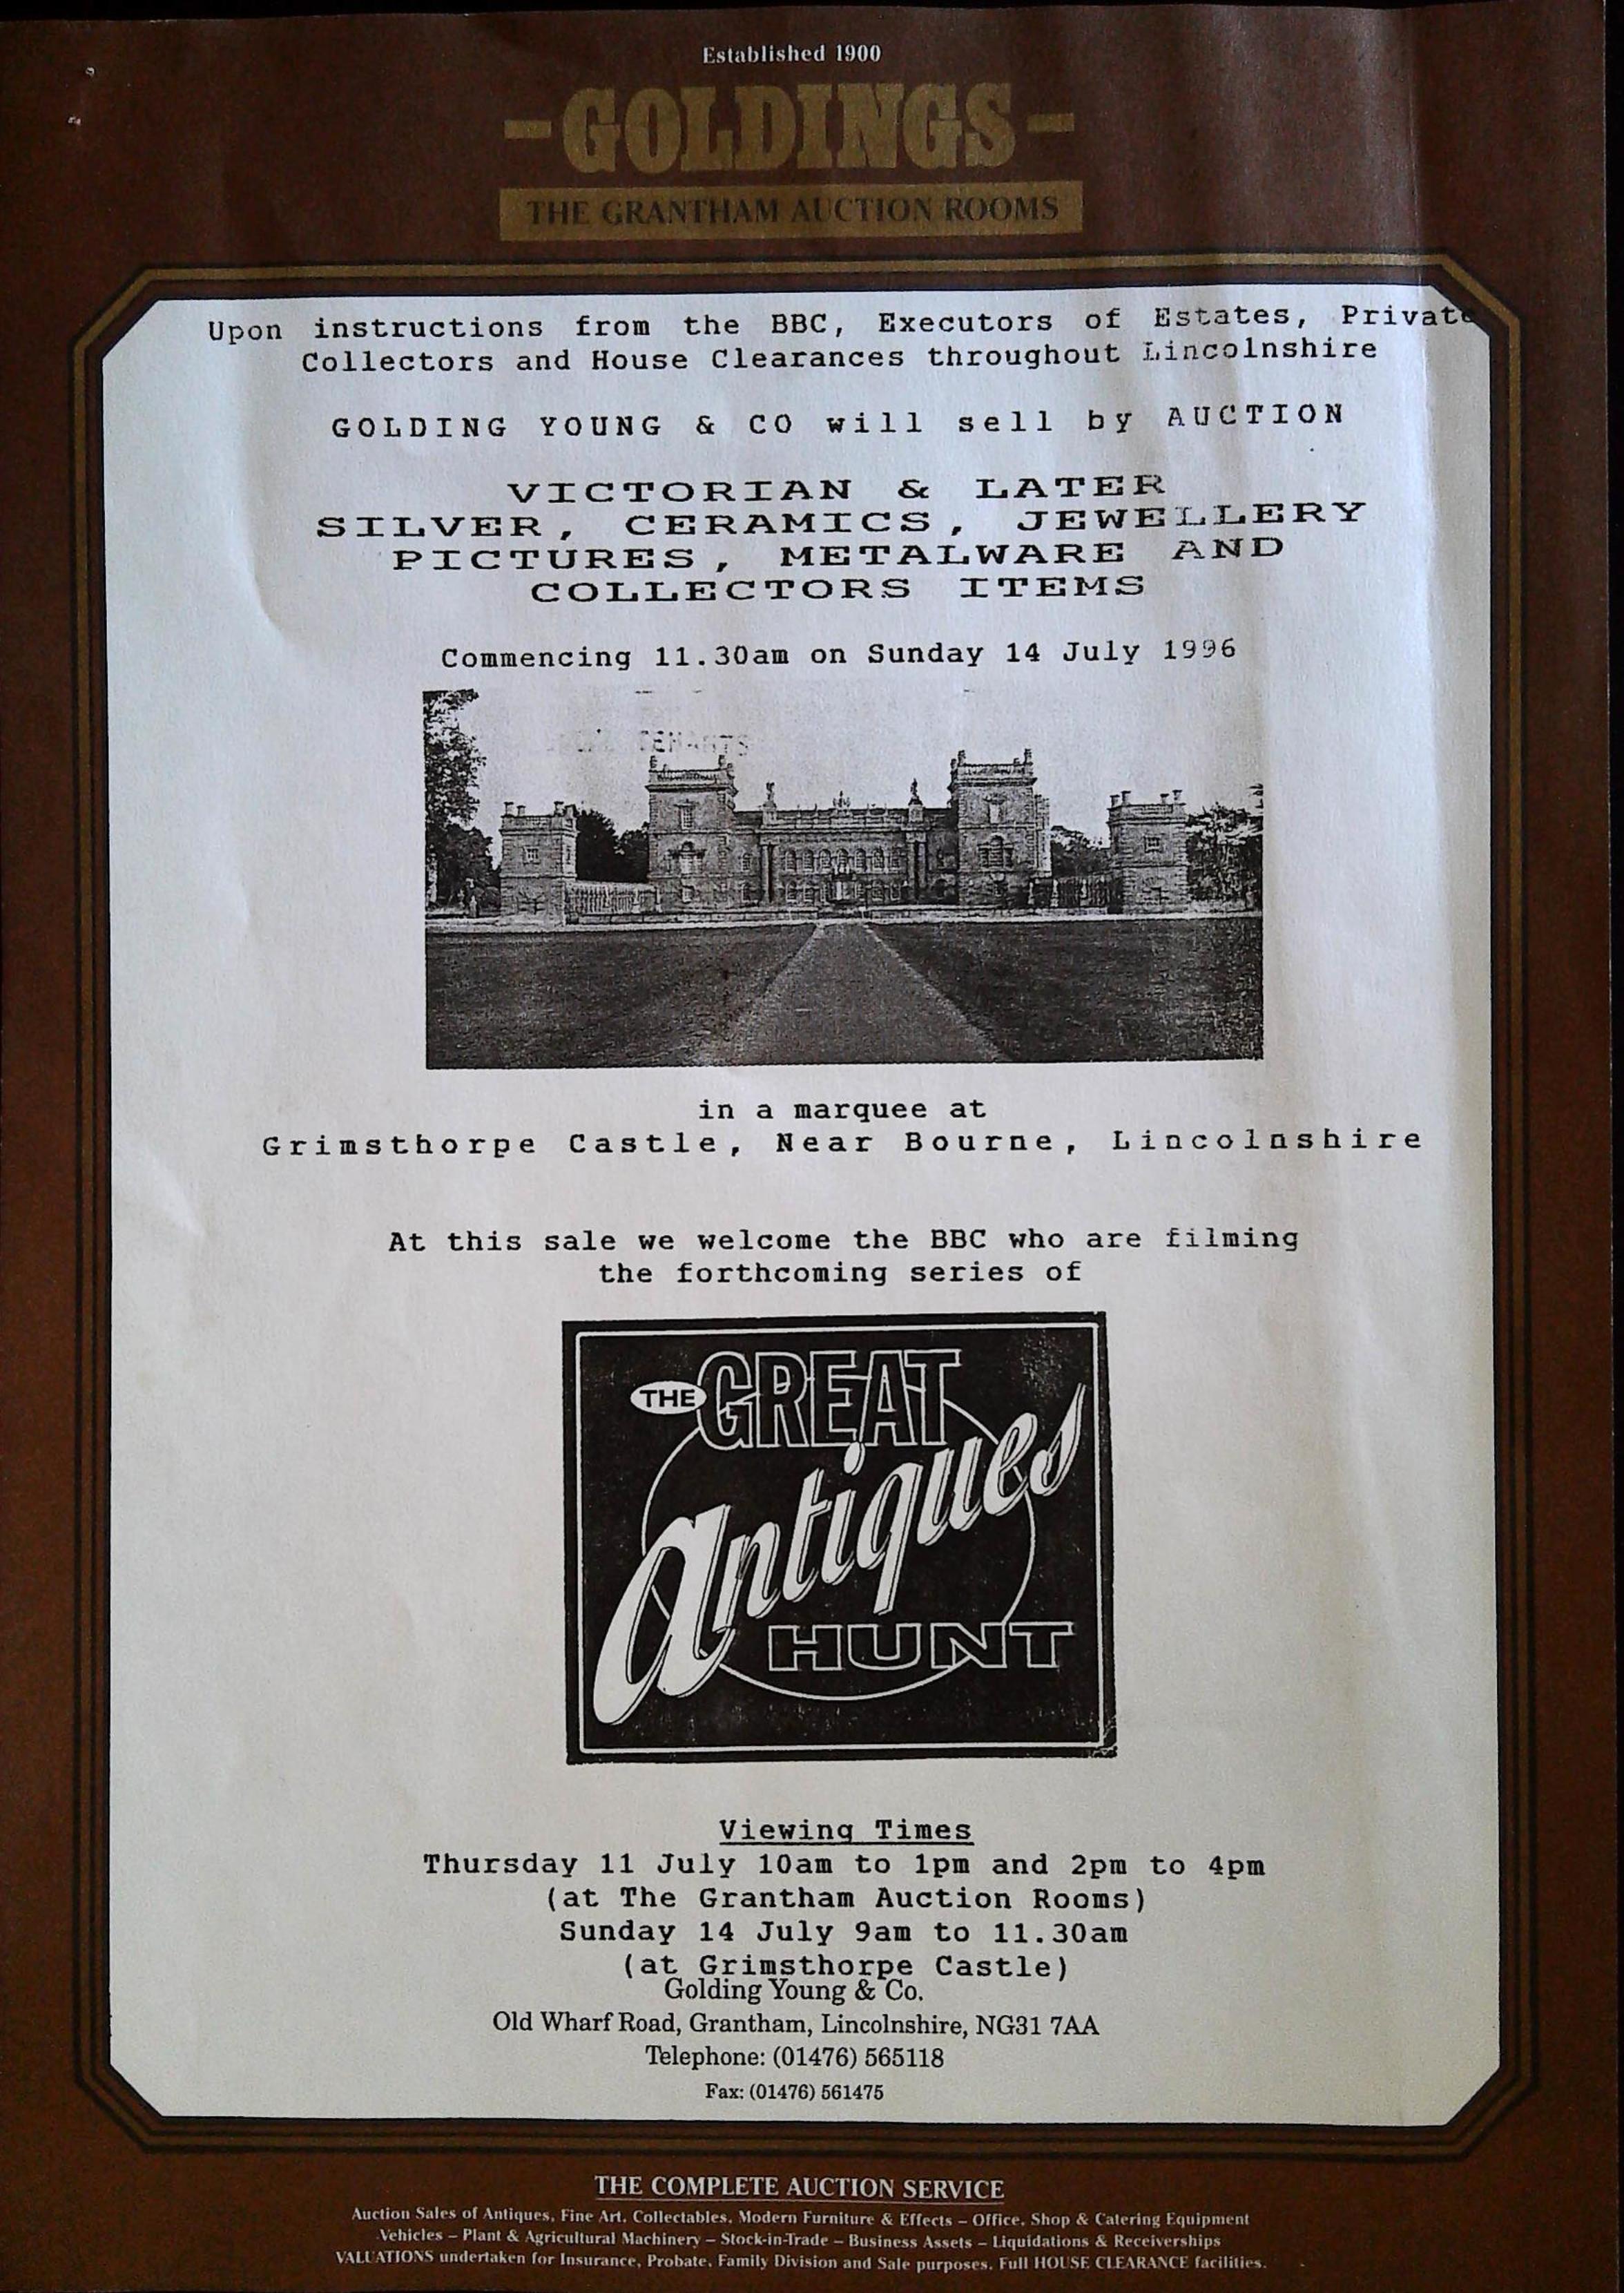 Established 1900
-GOLDINGS-
THE GRANTHAM AUCTION ROOMS
Upon instructions from the BBC, Executors of Estates, Private
Collectors and House Clearances throughout Lincolnshire
GOLDING YOUNG & CO will sell by AUCTION
VICTORIAN & LATER
SILVER, CERAMICS, JEWELLERY
PICTURES, METALWARE AND
COLLECTORS ITEMS
Commencing 11.30am on Sunday 14 July 1996
TENANTS
in a marquee at
Grimsthorpe Castle, Near Bourne, Lincolnshire
At this sale we welcome the BBC who are filming
the forthcoming series of
THE GREAT
Antiques
HUNT
Viewing Times
Thursday 11 July 10am to 1pm and 2pm to 4pm
(at The Grantham Auction Rooms)
Sunday 14 July 9am to 11.30am
(at Grimsthorpe Castle)
Golding Young & Co.
Old Wharf Road, Grantham, Lincolnshire, NG31 7AA
Telephone: (01476) 565118
Fax: (01476) 561475
THE COMPLETE AUCTION SERVICE
Auction Sales of Antiques, Fine Art, Collectables, Modern Furniture & Effects – Office, Shop & Catering Equipment
Vehicles – Plant & Agricultural Machinery – Stock-in-Trade – Business Assets – Liquidations & Receiverships
VALUATIONS undertaken for Insurance, Probate, Family Division and Sale purposes. Full HOUSE CLEARANCE facilities.